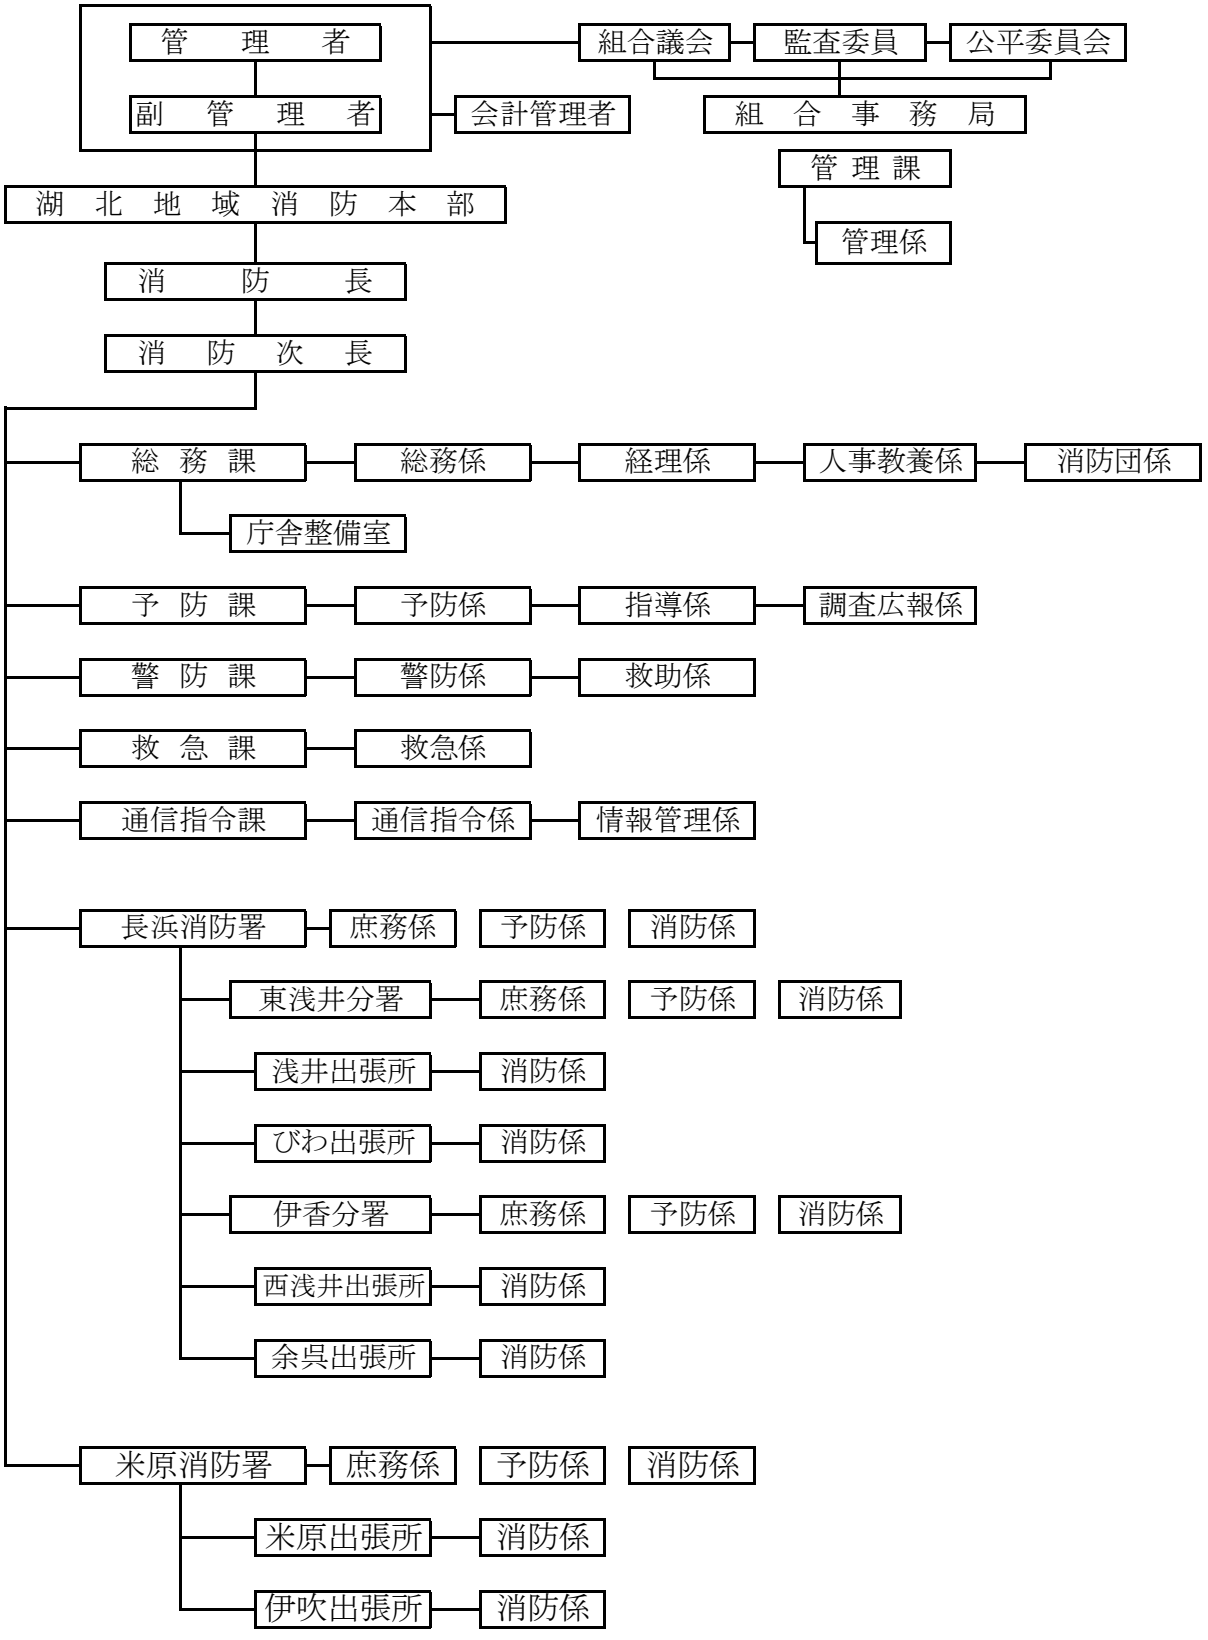 管理者 組合議会 監査委員 公平委員会
副管理者 会計管理者 組合事務局
管理課
湖北地域消防本部
管理係
消防長
消防次長
総務課 総務係 経理係 人事教養係 消防団係
庁舎整備室
予防課 予防係 指導係 調査広報係
警防課 警防係 救助係
救急課 救急係
通信指令課 通信指令係 情報管理係
長浜消防署 庶務係 予防係 消防係
東浅井分署 庶務係 予防係 消防係
浅井出張所 消防係
びわ出張所 消防係
伊香分署 庶務係 予防係 消防係
西浅井出張所 消防係
余呉出張所 消防係
米原消防署 庶務係 予防係 消防係
米原出張所 消防係
伊吹出張所 消防係